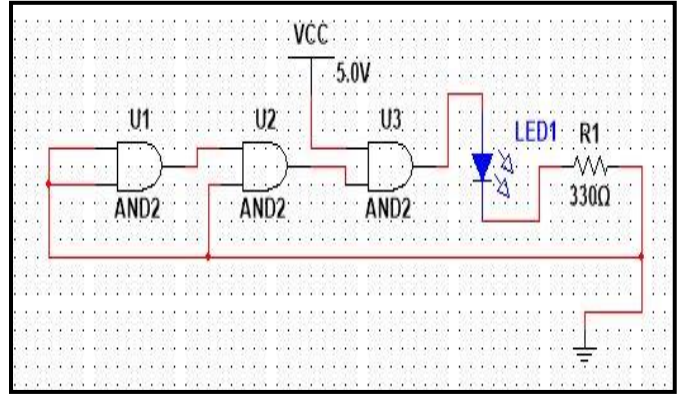 VCC
5.0V
U1
U2
U3
LED1
R1
AND2
AND2
AND2
330Ω